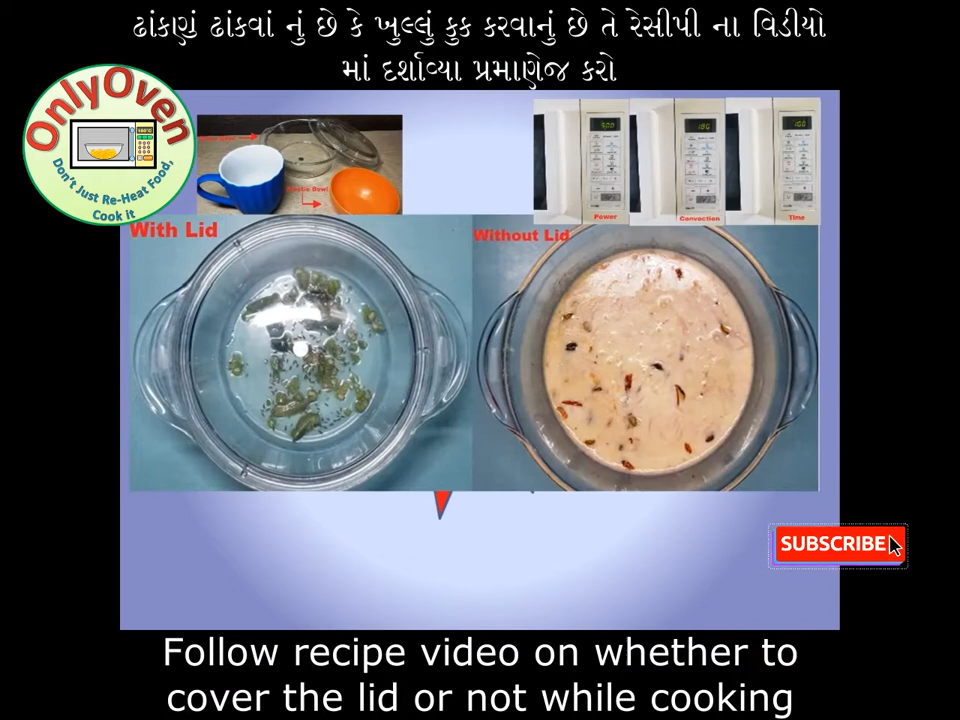 ઢાંકણું ઢાંકવાં નું છે કે ખુલ્લું કુક કરવાનું છે તે રેસીપી ના વિડીયો
માં દર્શાવ્યા પ્રમાણેજ કરો
OnlyOven
Don't Just Re-Heat Food,
Cook it
Bowl
Power
Convection
Time
With Lid
Without Lid
SUBSCRIBE
Follow recipe video on whether to
cover the lid or not while cooking